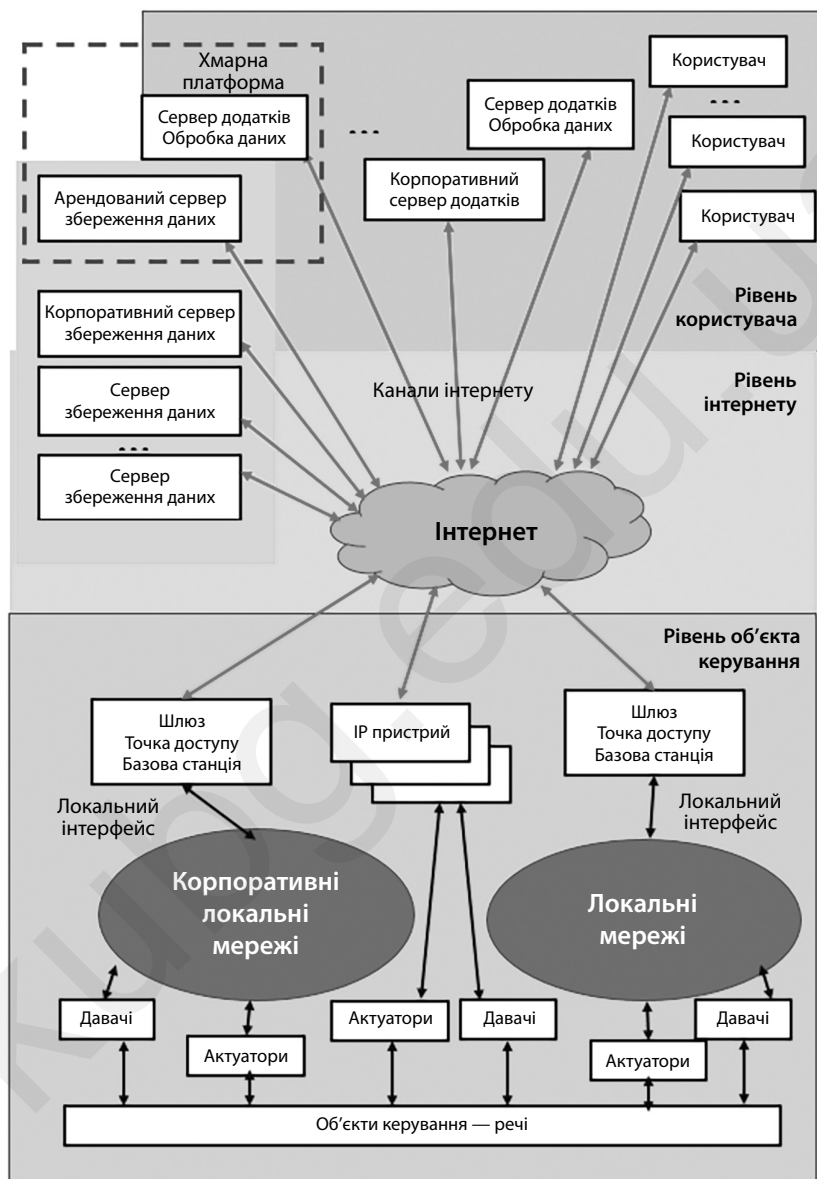 Хмарна
платформа
Сервер додатків
Обробка даних
...
Сервер додатків
Обробка даних
Користувач
...
Користувач
Користувач
Корпоративний
сервер додатків
Арендований сервер
збереження даних
Корпоративний сервер
збереження даних
Сервер
збереження даних
...
Сервер
збереження даних
Рівень
користувача
Канали інтернету
Рівень
інтернету
Інтернет
Рівень об’єкта
керування
Шлюз
Точка доступу
Базова станція
IP пристрий
Шлюз
Точка доступу
Базова станція
Локальний
інтерфейс
Локальний
інтерфейс
Корпоративні
локальні
мережі
Локальні
мережі
Давачі
Актуатори
Актуатори
Давачі
Актуатори
Давачі
Об’єкти керування — речі
kubg.edu.u